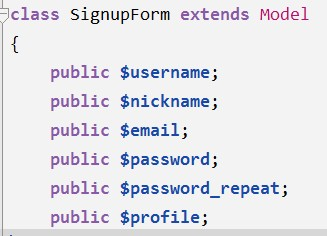 class SignupForm extends Model
{
public $username;
public $nickname;
public $email;
public $password;
public $password_repeat;
public $profile;